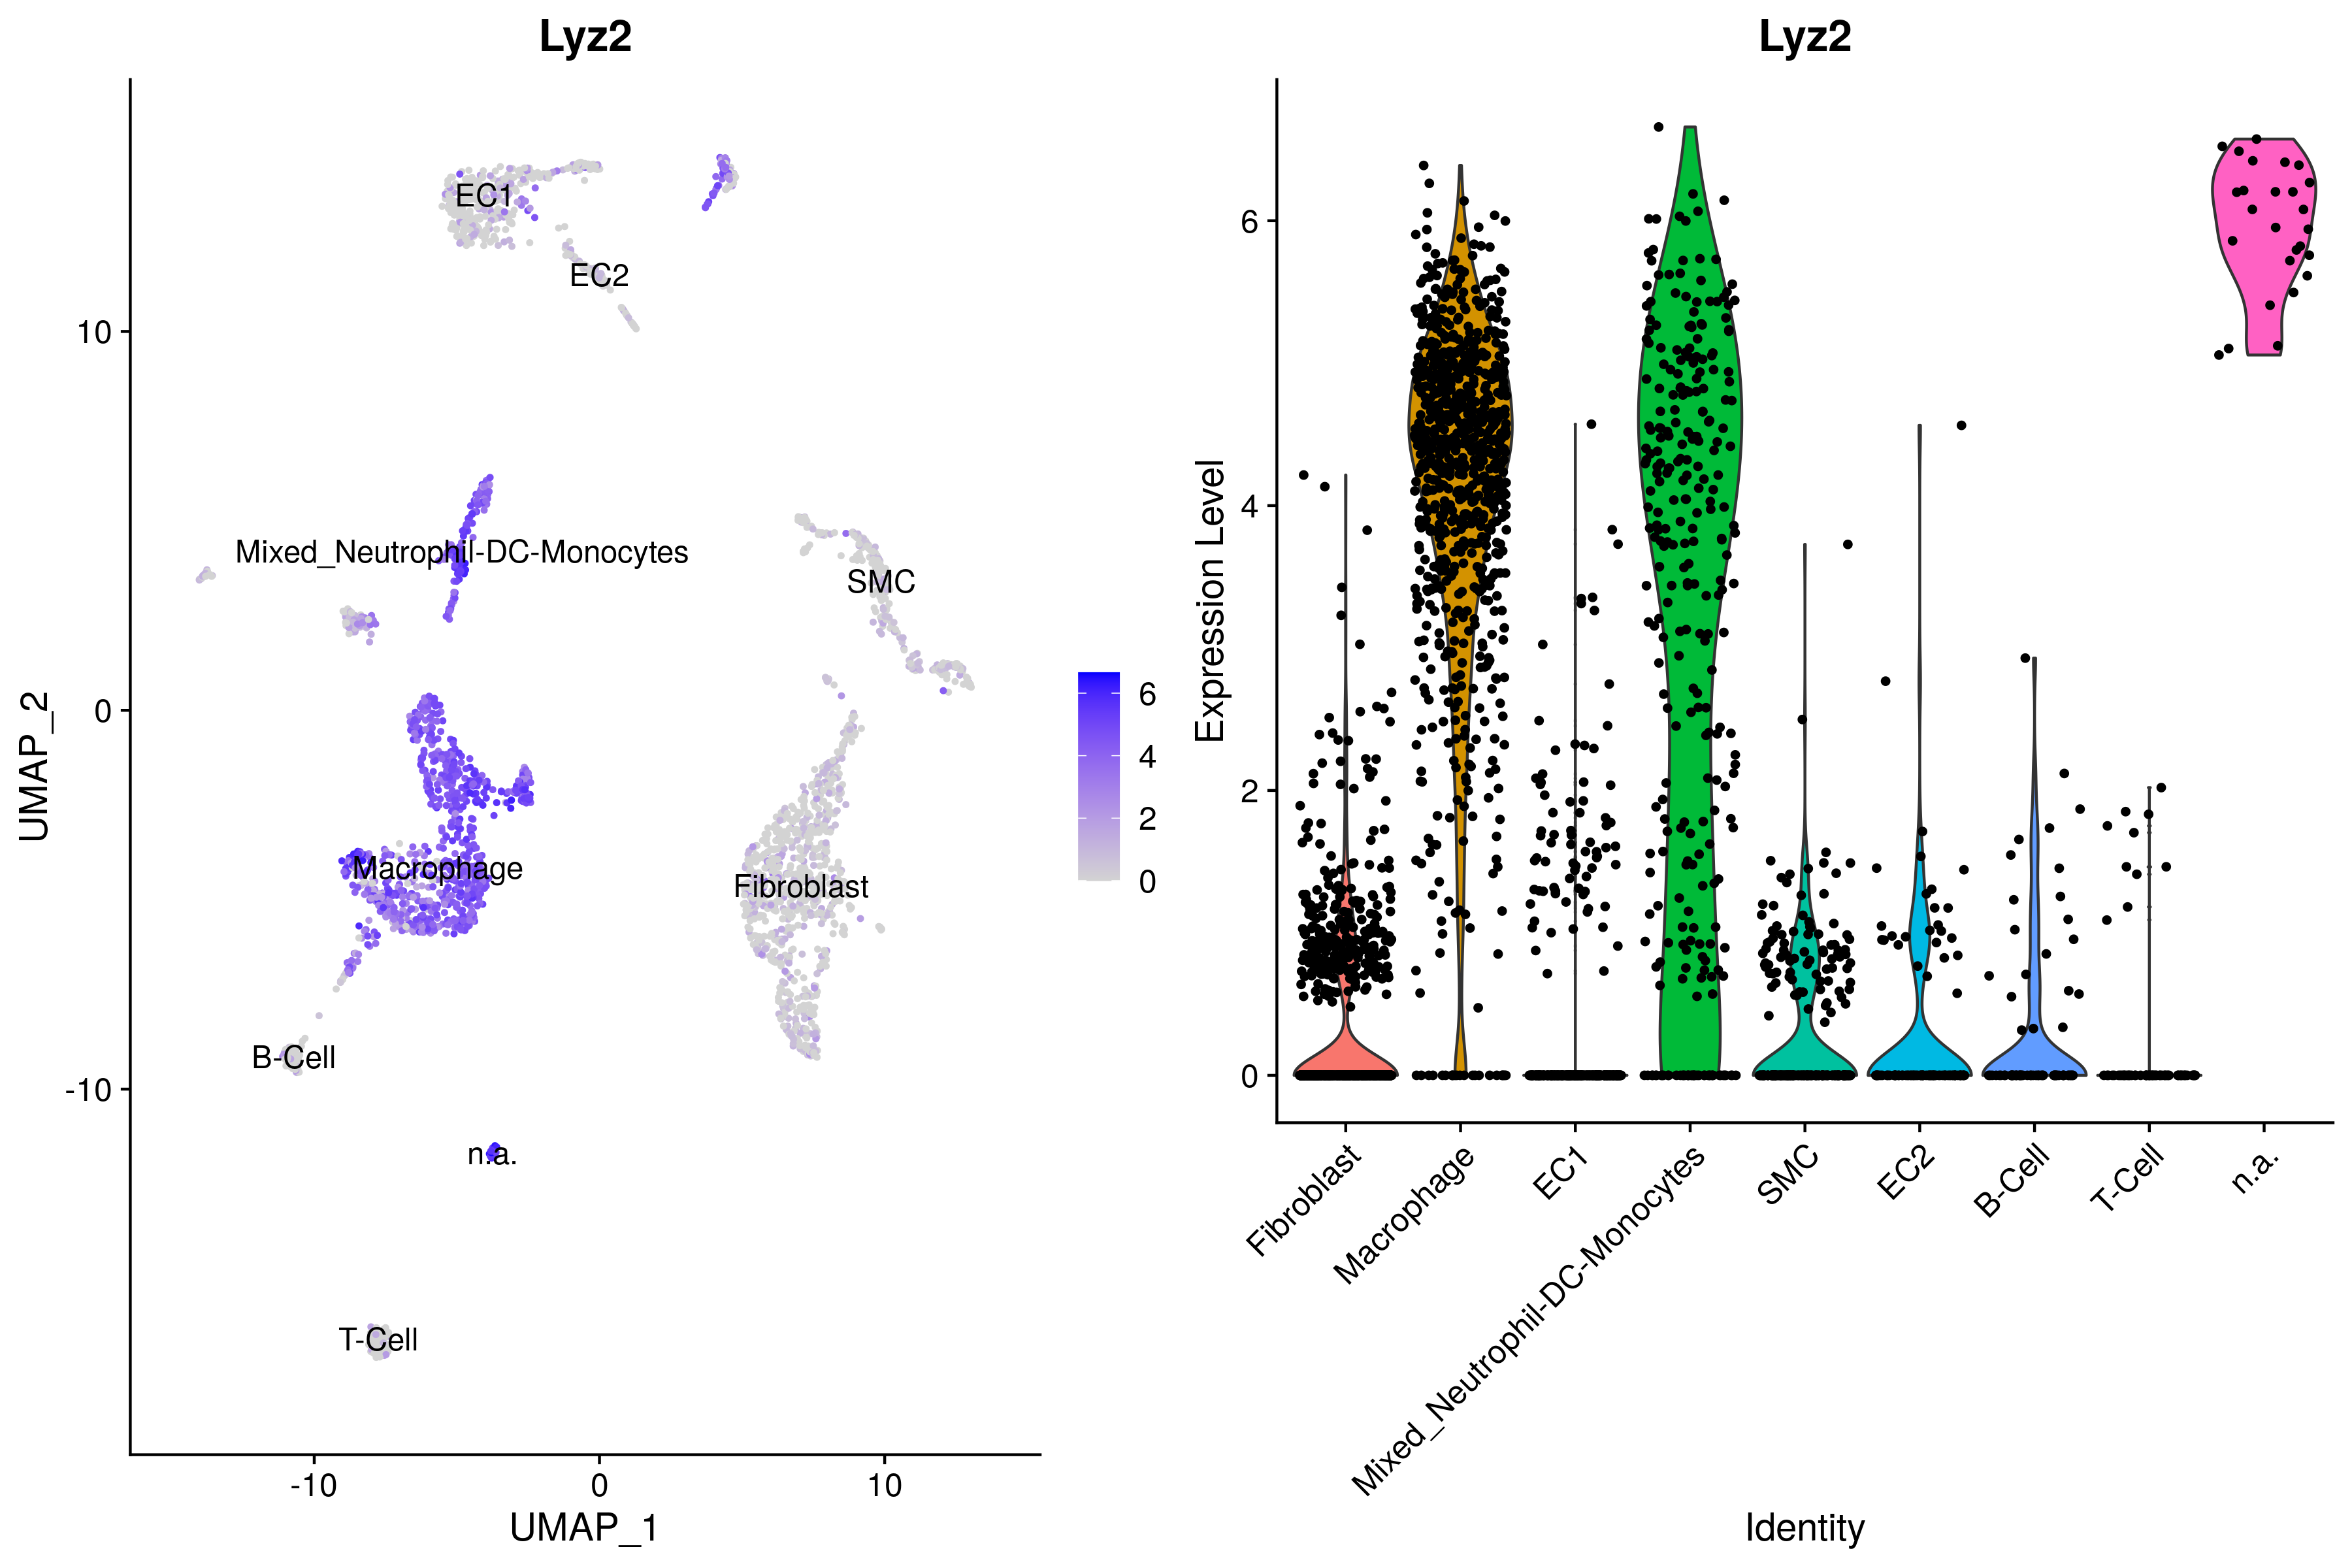 Lyz2
EC1
EC2
Mixed_Neutrophil-DC-Monocytes
SMC
Macrophage
Fibroblast
B-Cell
n.a.
T-Cell
10
0
-10
UMAP_2
-10
0
10
UMAP_1
6
4
2
0
Lyz2
6
4
2
0
Expression Level
Fibroblast
Macrophage
EC1
Mixed_Neutrophil-DC-Monocytes
SMC
EC2
B-Cell
T-Cell
n.a.
Identity